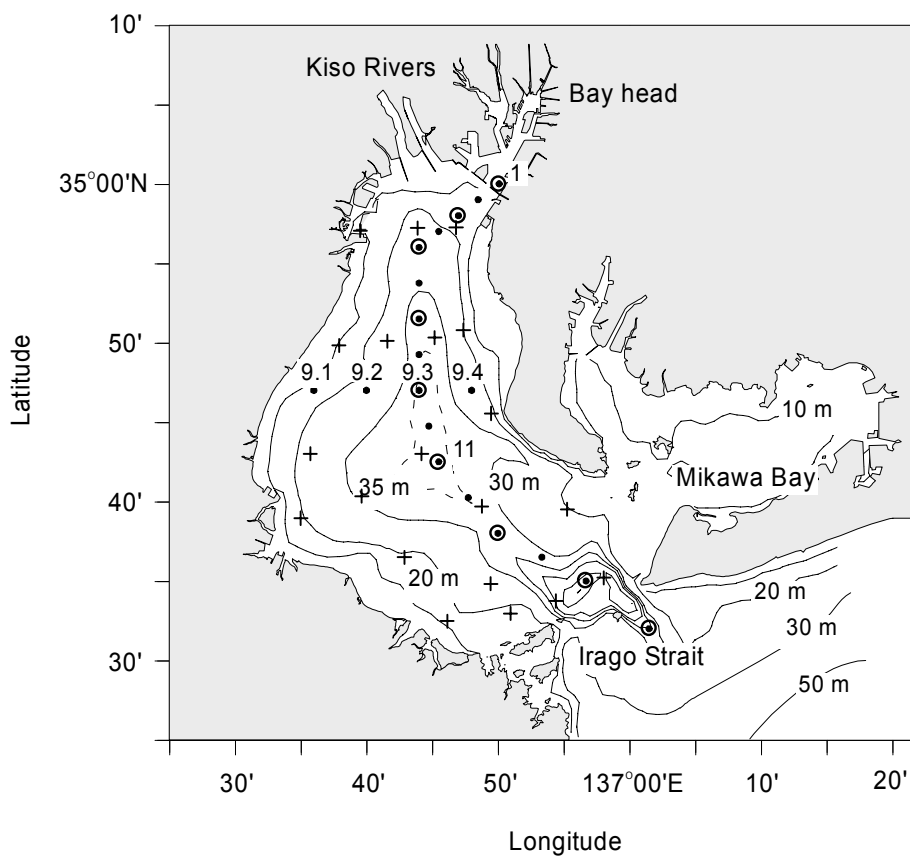 10'
Kiso Rivers
Bay head
35°00'N
1
50'
9.1 9.2 9.3 9.4
10 m
11
30 m
Mikawa Bay
35 m
40'
20 m
20 m
30 m
Irago Strait
30'
50 m
30' 40' 50' 137°00'E 10' 20'
Latitude
Longitude